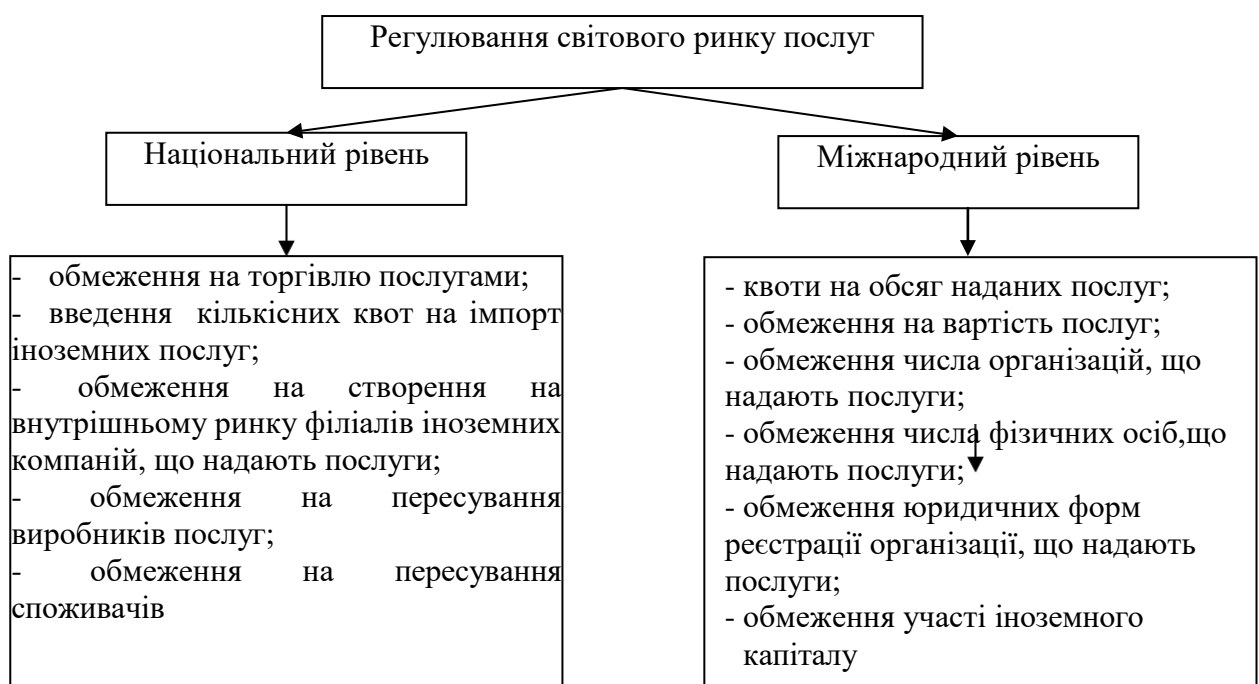 Регулювання світового ринку послуг
Національний рівень
Міжнародний рівень
- обмеження на торгівлю послугами;
- введення кількісних квот на імпорт
іноземних послуг;
- обмеження на створення на
внутрішньому ринку філіалів іноземних
компаній, що надають послуги;
- обмеження на пересування
виробників послуг;
- обмеження на пересування
споживачів
- квоти на обсяг наданих послуг;
- обмеження на вартість послуг;
- обмеження числа організацій, що
надають послуги;
- обмеження числа фізичних осіб,що
надають послуги;
- обмеження юридичних форм
реєстрації організації, що надають
послуги;
- обмеження участі іноземного
капіталу